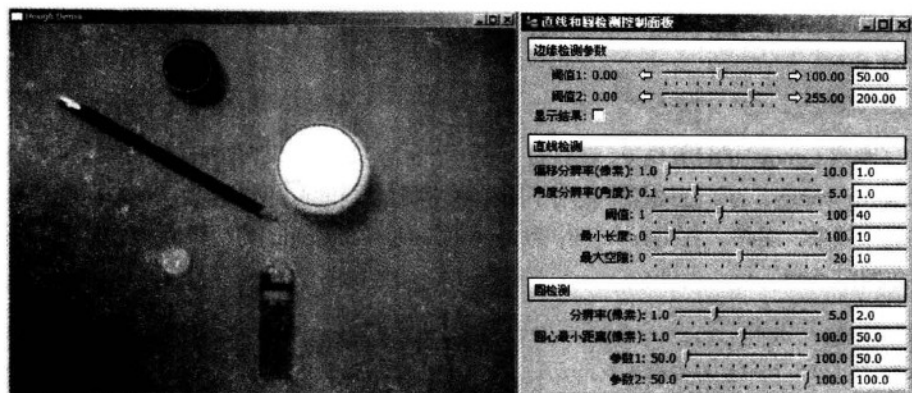 Hough Demo
直线和圆检测控制面板
边缘检测参数
阈值1: 0.00 100.00 50.00
阈值2: 0.00 255.00 200.00
显示结果:
直线检测
偏移分辨率(像素): 1.0 10.0 1.0
角度分辨率(角度): 0.1 5.0 1.0
阈值: 1 100 40
最小长度: 0 100 10
最大空隙: 0 20 10
圆检测
分辨率(像素): 1.0 5.0 2.0
圆心最小距离(像素): 1.0 100.0 50.0
参数1: 50.0 100.0 50.0
参数2: 50.0 100.0 100.0